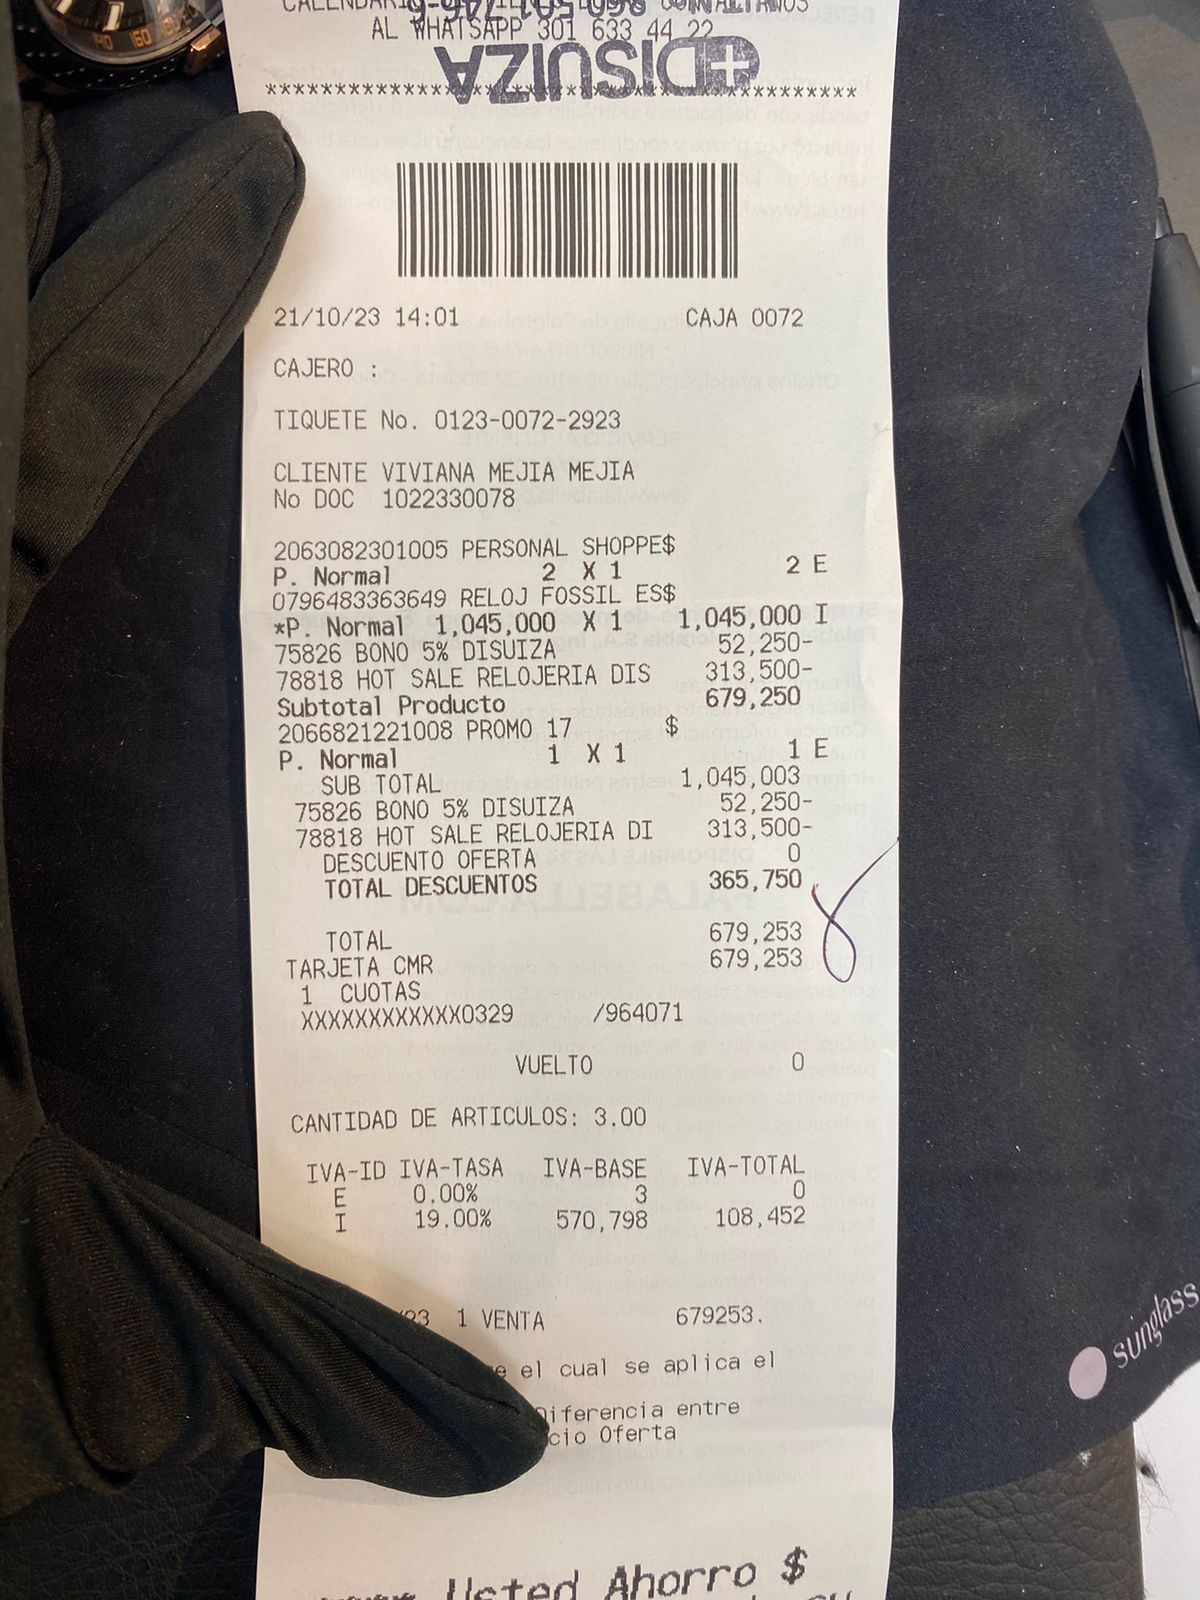 AL WHATSAPP 301 633 44 22
DISUIZA
********************************************
21/10/23 14:01 CAJA 0072
CAJERO :
TIQUETE No. 0123-0072-2923
CLIENTE VIVIANA MEJIA MEJIA
No DOC 1022330078
2063082301005 PERSONAL SHOPPE$
P. Normal 2 X 1 2 E
0796483363649 RELOJ FOSSIL ES$
*P. Normal 1,045,000 X 1 1,045,000 I
75826 BONO 5% DISUIZA 52,250-
78818 HOT SALE RELOJERIA DIS 313,500-
Subtotal Producto 679,250
2066821221008 PROMO 17 $
P. Normal 1 X 1 1 E
SUB TOTAL 1,045,003
75826 BONO 5% DISUIZA 52,250-
78818 HOT SALE RELOJERIA DI 313,500-
DESCUENTO OFERTA 0
TOTAL DESCUENTOS 365,750
TOTAL 679,253
TARJETA CMR 679,253
1 CUOTAS
XXXXXXXXXXXX0329 /964071
VUELTO 0
CANTIDAD DE ARTICULOS: 3.00
IVA-ID IVA-TASA IVA-BASE IVA-TOTAL
E 0.00% 3 0
I 19.00% 570,798 108,452
23 1 VENTA 679253.
el cual se aplica el
Diferencia entre
cio Oferta
Usted Ahorro $
sunglass